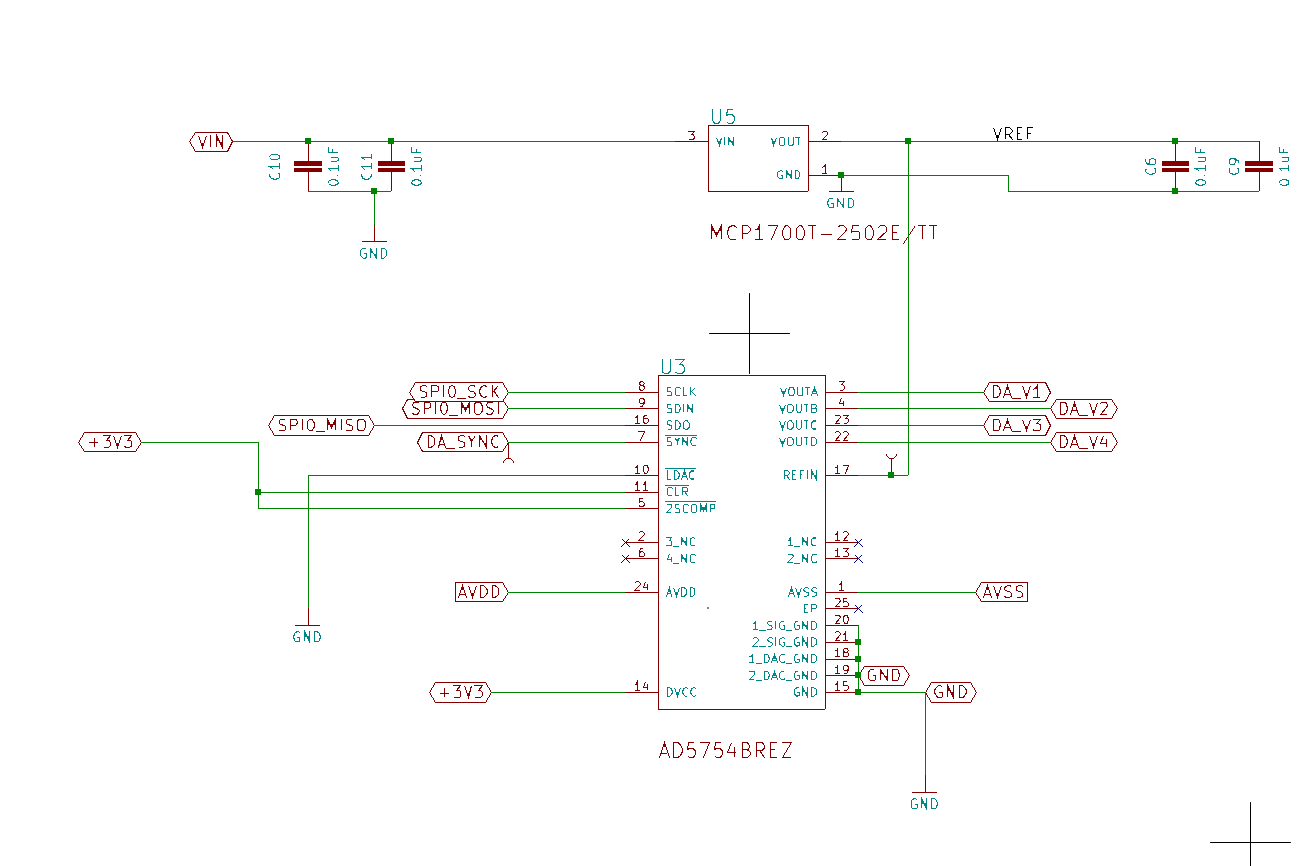 U5
VIN
3
VIN
VOUT
2
VREF
C10
0.1uF
C11
0.1uF
C6
0.1uF
C9
0.1uF
GND
1
GND
GND
MCP1700T-2502E/TT
U3
SPI0_SCK
8
SCLK
VOUTA
3
DA_V1
SPI0_MOSI
9
SDIN
VOUTB
4
DA_V2
SPI0_MISO
16
SDO
VOUTC
23
DA_V3
+3V3
DA_SYNC
7
SYNC
VOUTD
22
DA_V4
10
LDAC
REFIN
17
11
CLR
5
2SCOMP
2
3_NC
1_NC
12
6
4_NC
2_NC
13
AVDD
24
AVDD
AVSS
1
AVSS
EP
25
1_SIG_GND
20
GND
2_SIG_GND
21
1_DAC_GND
18
2_DAC_GND
19
GND
+3V3
14
DVCC
GND
15
GND
AD5754BREZ
GND